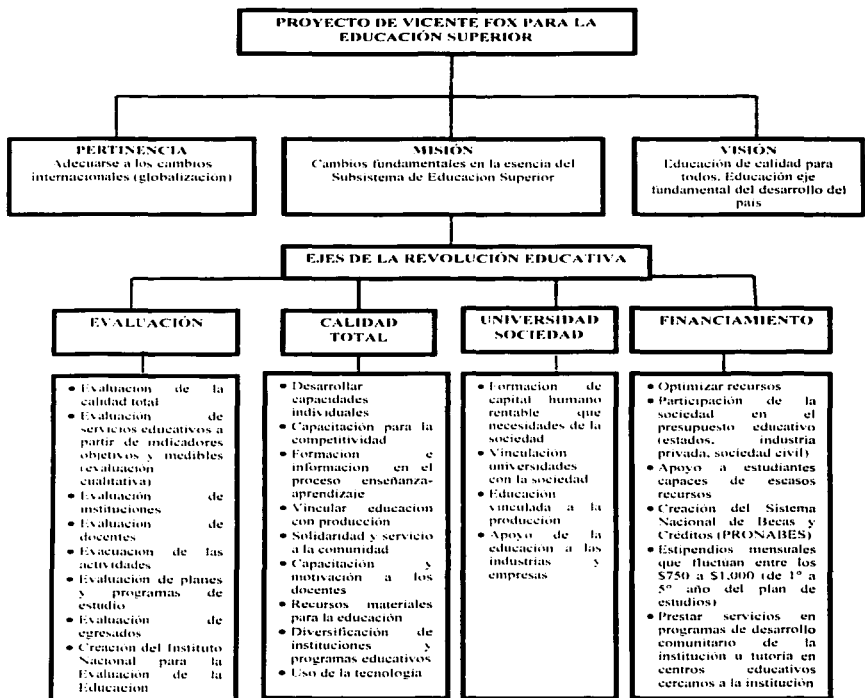 PROYECTO DE VICENTE FOX PARA LA
EDUCACIÓN SUPERIOR
PERTINENCIA
Adecuarse a los cambios
internacionales (globalizacion)
MISIÓN
Cambios fundamentales en la esencia del
Subsistema de Educacion Superior
VISIÓN
Educación de calidad para
todos. Educación eje
fundamental del desarrollo del
pais
EJES DE LA REVOLUCIÓN EDUCATIVA
EVALUACIÓN
• Evaluacion de la
calidad total
• Evaluación de
servicios educativos a
partir de indicadores
objetivos y medibles
(evaluación
cualitativa)
• Evaluación de
instituciones
• Evaluacion de
docentes
• Evacuacion de las
actividades
• Evaluación de planes
y programas de
estudio
• Evaluación de
egresados
• Creación del Instituto
Nacional para la
Evaluación de la
Educacion
CALIDAD
TOTAL
• Desarrollar
capacidades
individuales
• Capacitación para la
competitividad
• Formacion e
informacion en el
proceso enseñanza-
aprendizaje
• Vincular educacion
con producción
• Solidaridad y servicio
a la comunidad
• Capacitación y
motivación a los
docentes
• Recursos materiales
para la educación
• Diversificación de
instituciones y
programas educativos
• Uso de la tecnología
UNIVERSIDAD
SOCIEDAD
• Formacion de
capital humano
rentable que
necesidades de la
sociedad
• Vinculacion
universidades
con la sociedad
• Educacion
vinculada a la
producción
• Apoyo de la
educación a las
industrias y
empresas
FINANCIAMIENTO
• Optimizar recursos
• Participación de la
sociedad en el
presupuesto educativo
(estados, industria
privada, sociedad civil)
• Apoyo a estudiantes
capaces de escasos
recursos
• Creación del Sistema
Nacional de Becas y
Créditos (PRONABES)
• Estipendios mensuales
que fluctuan entre los
$750 a $1,000 (de 1º a
5º año del plan de
estudios)
• Prestar servicios en
programas de desarrollo
comunitario de la
institución u tutoría en
centros educativos
cercanos a la institución